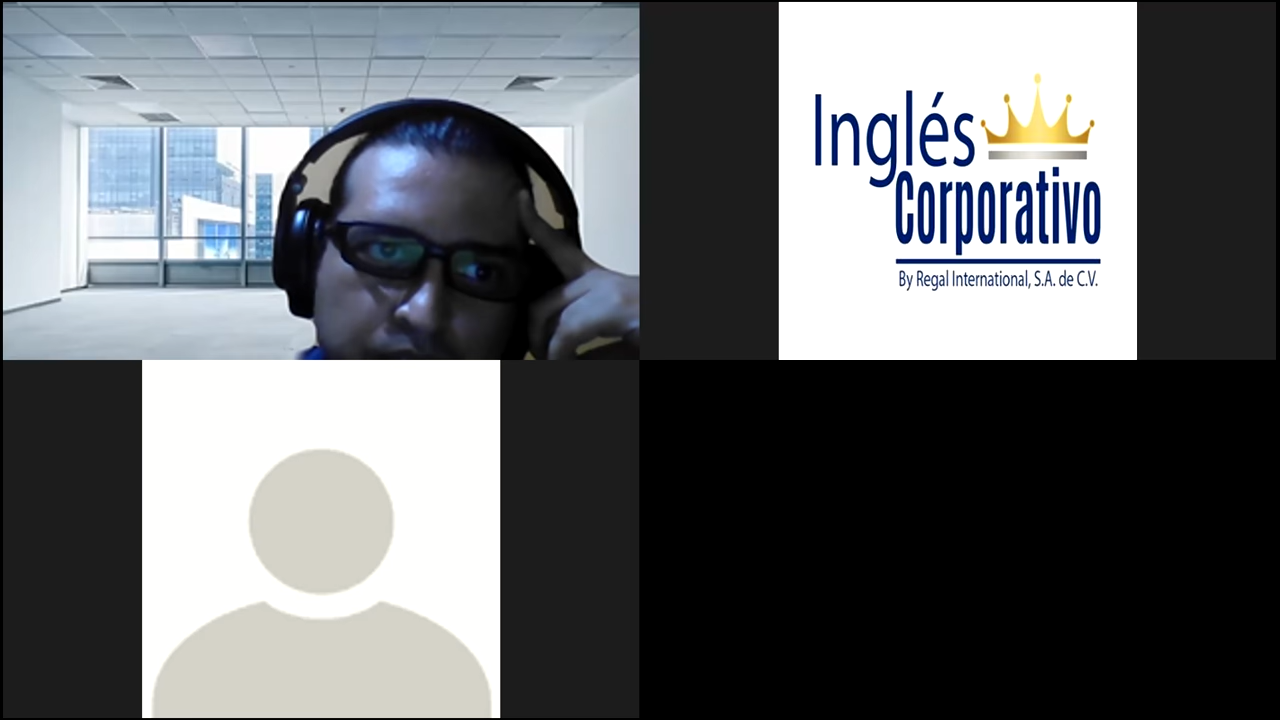 Inglés
Corporativo
By Regal International, S.A. de C.V.